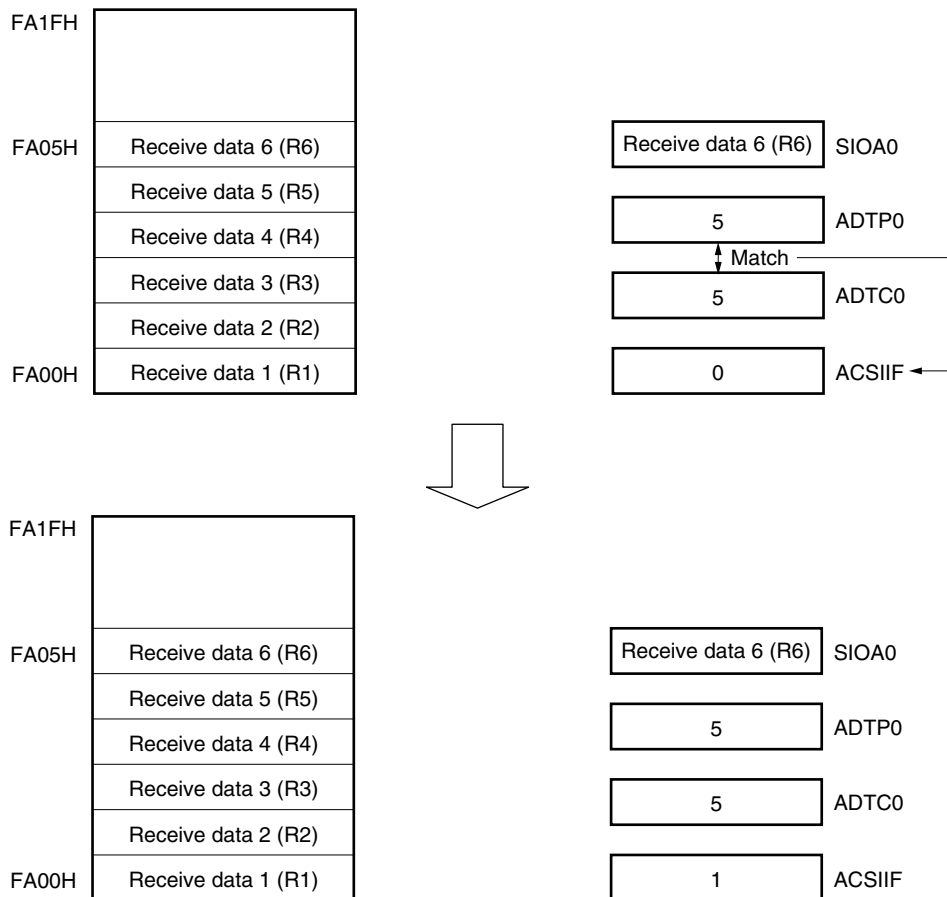 FA1FH
FA05H Receive data 6 (R6) Receive data 6 (R6) SIOA0
Receive data 5 (R5)
5 ADTP0
Receive data 4 (R4)
Match
Receive data 3 (R3)
5 ADTC0
Receive data 2 (R2)
FA00H Receive data 1 (R1) 0 ACSIIF
FA1FH
FA05H Receive data 6 (R6) Receive data 6 (R6) SIOA0
Receive data 5 (R5)
5 ADTP0
Receive data 4 (R4)
Receive data 3 (R3)
5 ADTC0
Receive data 2 (R2)
FA00H Receive data 1 (R1) 1 ACSIIF